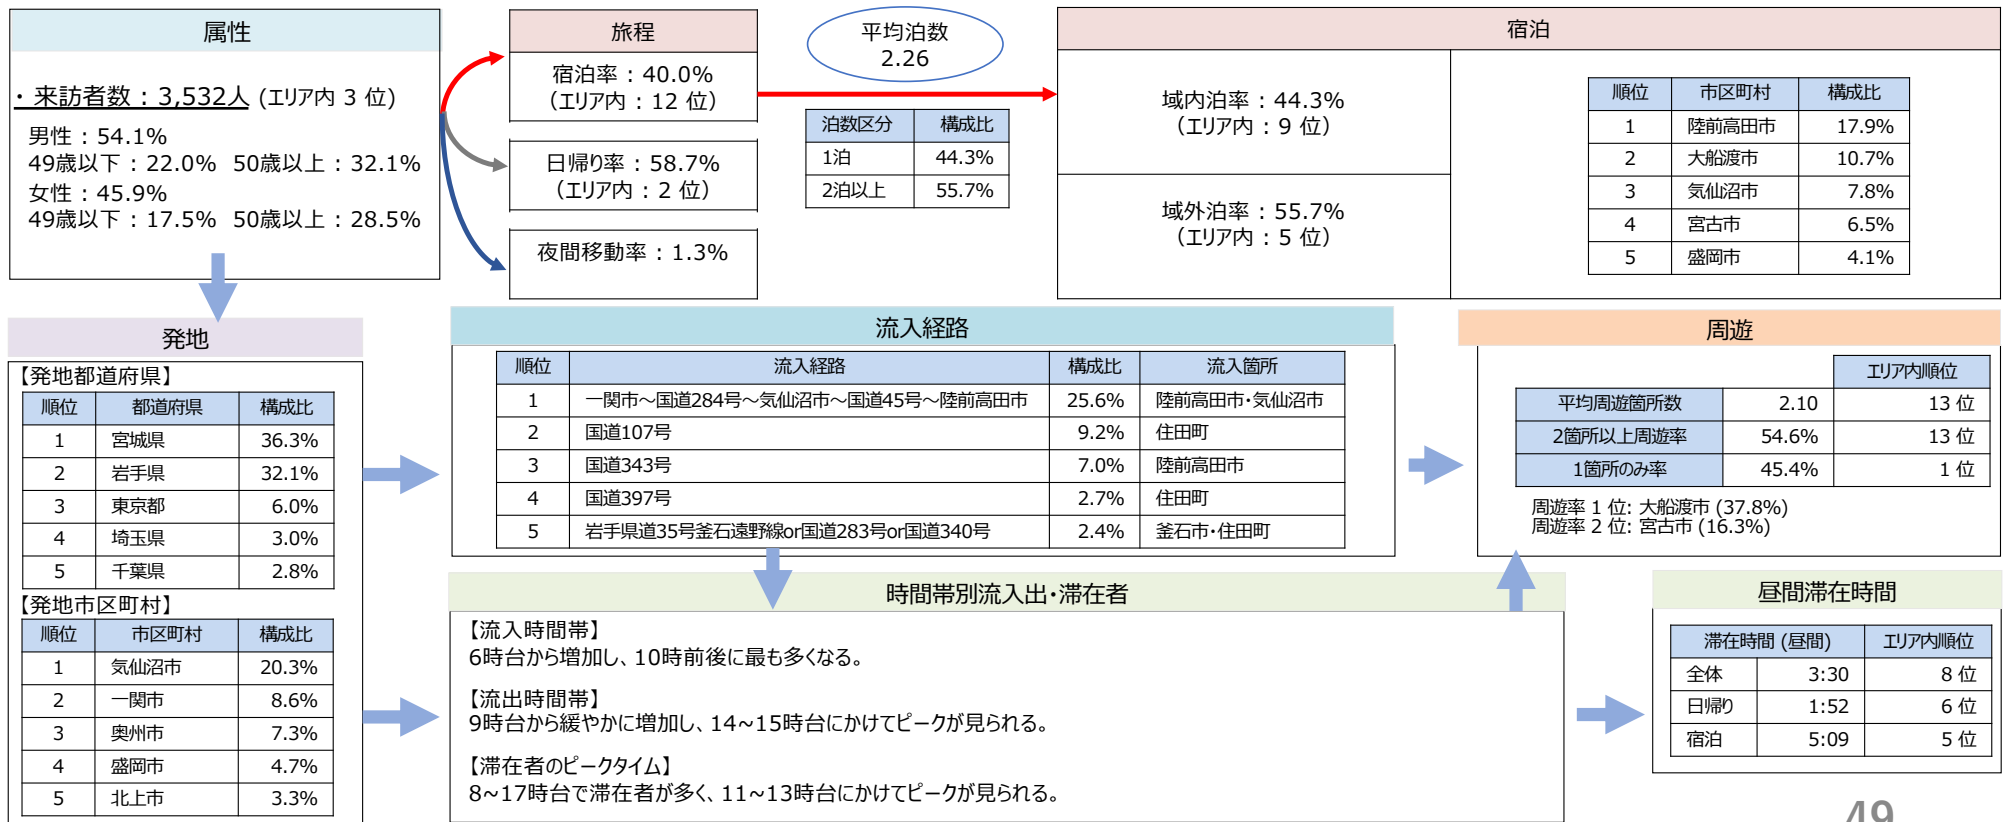 属性
・来訪者数：3,532人 (エリア内 3 位)
男性：54.1%
49歳以下：22.0% 50歳以上：32.1%
女性：45.9%
49歳以下：17.5% 50歳以上：28.5%
旅程
宿泊率：40.0%
（エリア内：12 位）
日帰り率：58.7%
（エリア内：2 位）
夜間移動率：1.3%
平均泊数
2.26
泊数区分 構成比
1泊 44.3%
2泊以上 55.7%
宿泊
域内泊率：44.3%
（エリア内：9 位）
域外泊率：55.7%
（エリア内：5 位）
順位 市区町村 構成比
1 陸前高田市 17.9%
2 大船渡市 10.7%
3 気仙沼市 7.8%
4 宮古市 6.5%
5 盛岡市 4.1%
発地
【発地都道府県】
順位 都道府県 構成比
1 宮城県 36.3%
2 岩手県 32.1%
3 東京都 6.0%
4 埼玉県 3.0%
5 千葉県 2.8%
【発地市区町村】
順位 市区町村 構成比
1 気仙沼市 20.3%
2 一関市 8.6%
3 奥州市 7.3%
4 盛岡市 4.7%
5 北上市 3.3%
流入経路
順位 流入経路 構成比 流入箇所
1 一関市～国道284号～気仙沼市～国道45号～陸前高田市 25.6% 陸前高田市・気仙沼市
2 国道107号 9.2% 住田町
3 国道343号 7.0% 陸前高田市
4 国道397号 2.7% 住田町
5 岩手県道35号釜石遠野線or国道283号or国道340号 2.4% 釜石市・住田町
周遊
エリア内順位
平均周遊箇所数 2.10 13 位
2箇所以上周遊率 54.6% 13 位
1箇所のみ率 45.4% 1 位
周遊率 1 位: 大船渡市 (37.8%)
周遊率 2 位: 宮古市 (16.3%)
時間帯別流入出・滞在者
【流入時間帯】
6時台から増加し、10時前後に最も多くなる。
【流出時間帯】
9時台から緩やかに増加し、14~15時台にかけてピークが見られる。
【滞在者のピークタイム】
8~17時台で滞在者が多く、11~13時台にかけてピークが見られる。
昼間滞在時間
滞在時間 (昼間) エリア内順位
全体 3:30 8 位
日帰り 1:52 6 位
宿泊 5:09 5 位
49